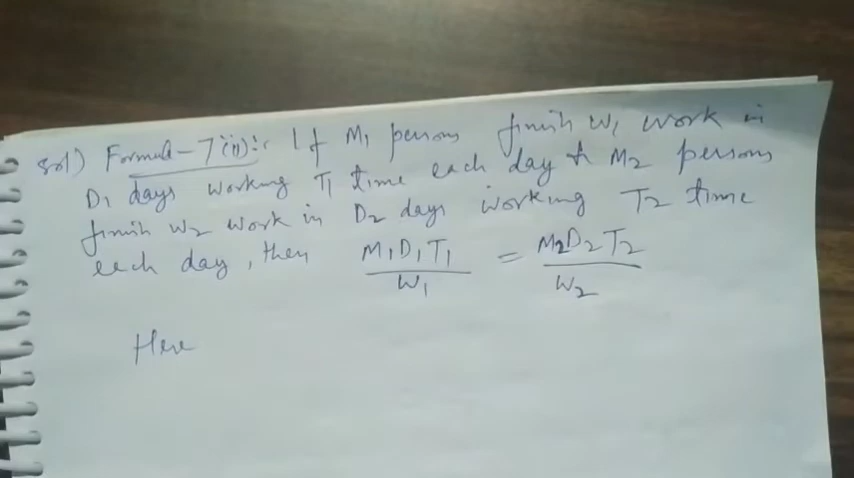 Sol) Formula-7(ii):- If M1 persons finish W1 work in
D1 days working T1 time each day & M2 persons
finish W2 work in D2 days working T2 time
each day, then M1D1T1/W1 = M2D2T2/W2
Here